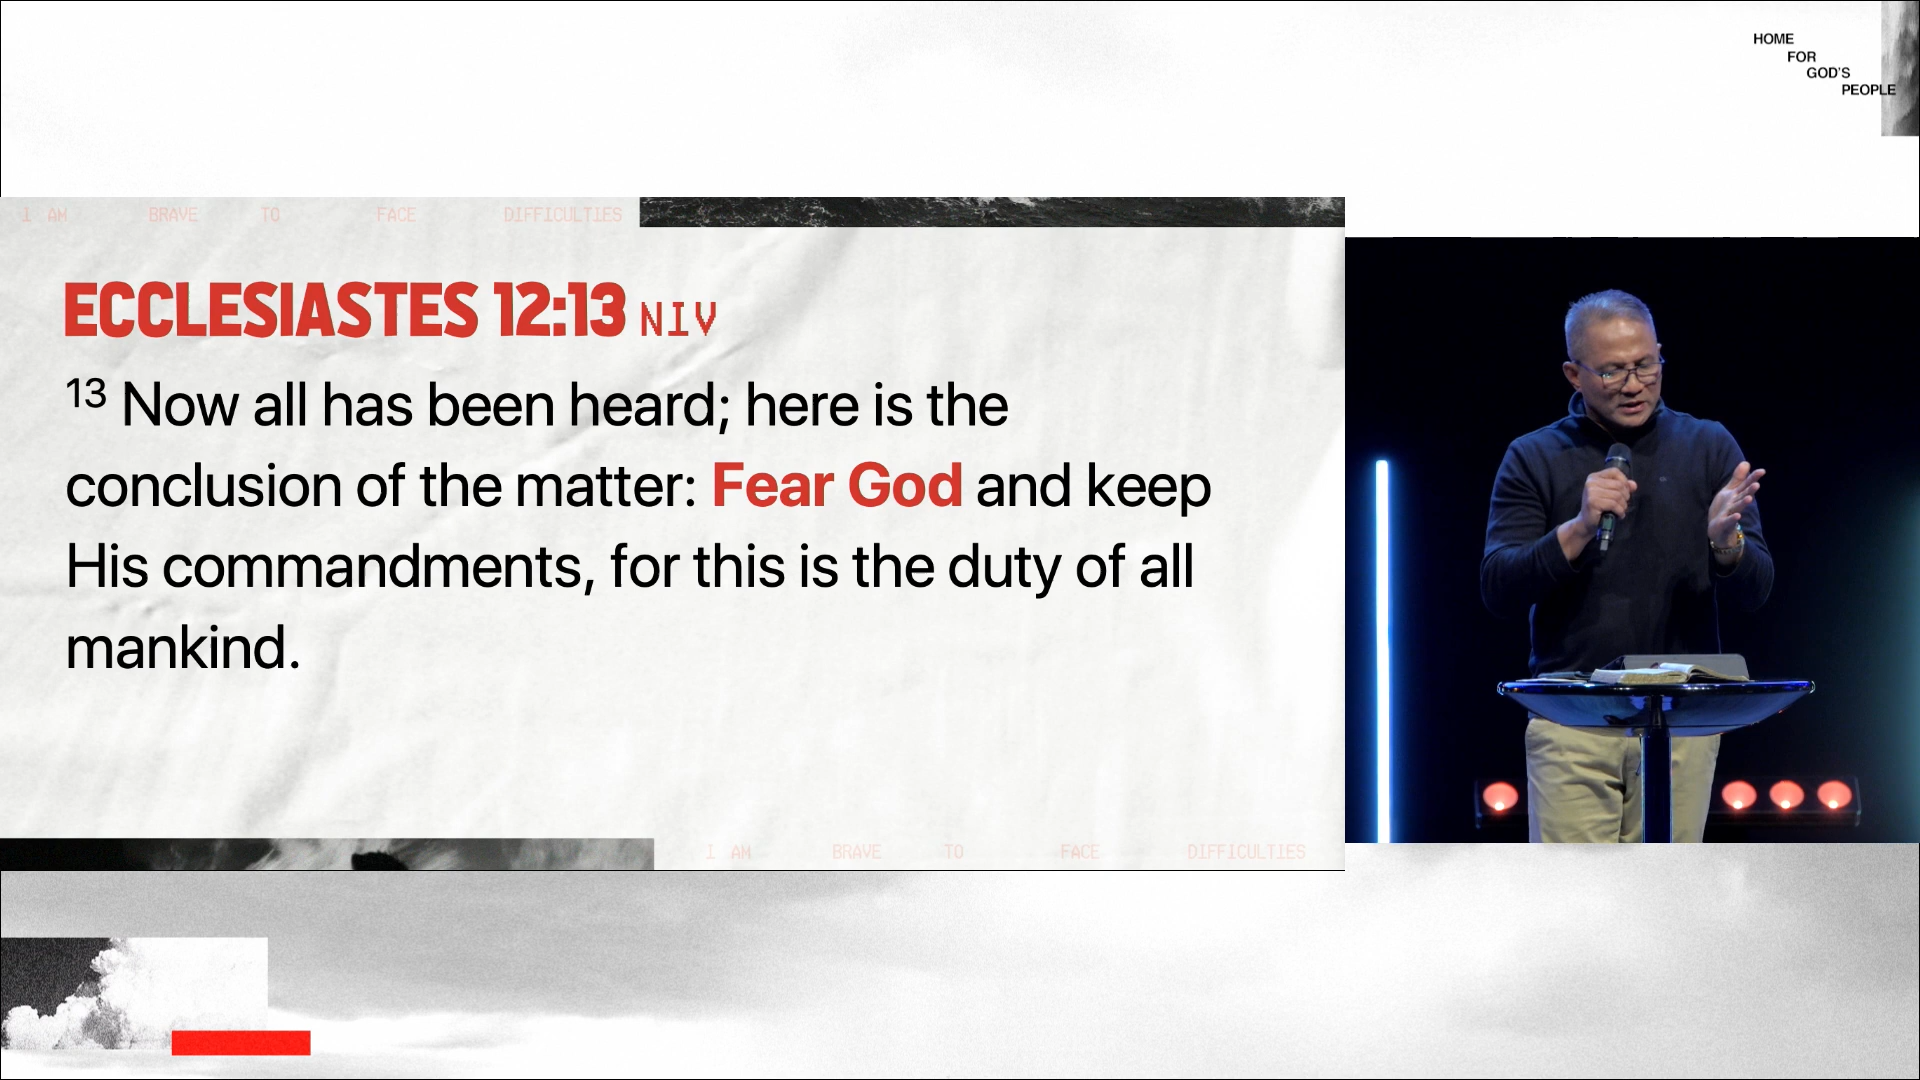 HOME
FOR
GOD'S
PEOPLE
I AM BRAVE TO FACE DIFFICULTIES
ECCLESIASTES 12:13 NIV
13 Now all has been heard; here is the
conclusion of the matter: Fear God and keep
His commandments, for this is the duty of all
mankind.
I AM BRAVE TO FACE DIFFICULTIES